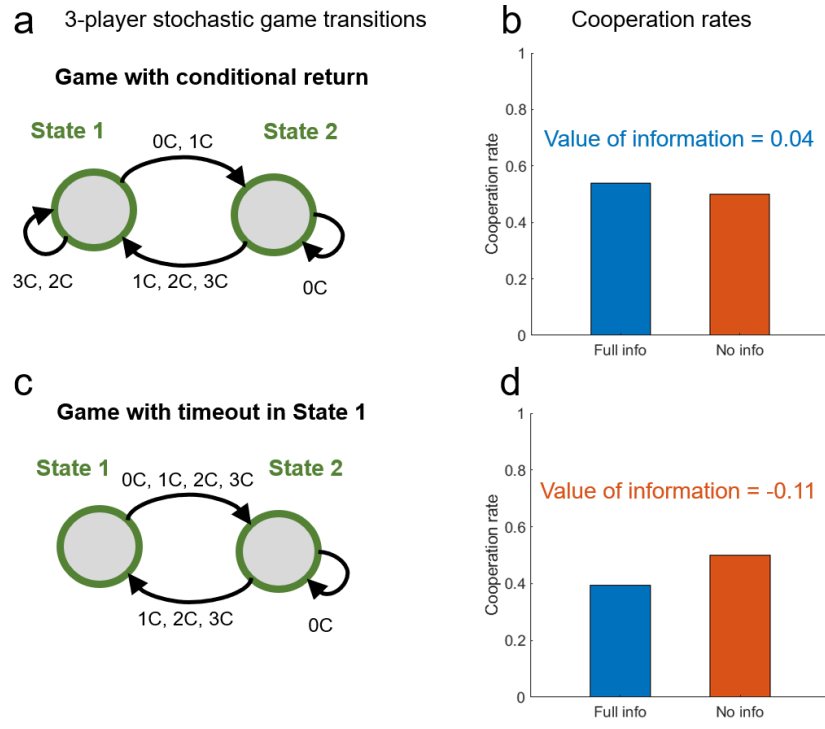 a 3-player stochastic game transitions
Game with conditional return
State 1
State 2
0C, 1C
3C, 2C
1C, 2C, 3C
0C
b Cooperation rates
1
0.8
Value of information = 0.04
0.6
0.4
0.2
0
Cooperation rate
Full info
No info
c
Game with timeout in State 1
State 1
State 2
0C, 1C, 2C, 3C
1C, 2C, 3C
0C
d
1
0.8
Value of information = -0.11
0.6
0.4
0.2
0
Cooperation rate
Full info
No info